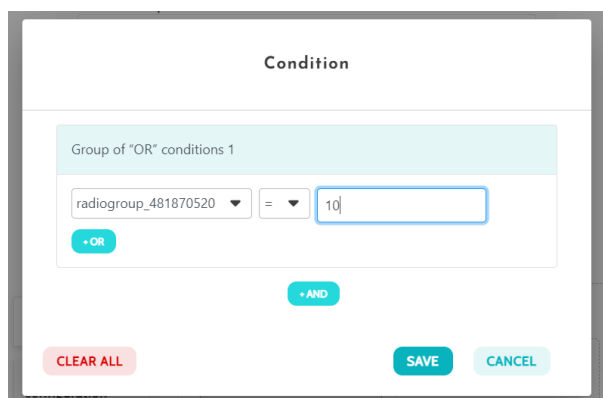 Condition
Group of "OR" conditions 1
radiogroup_481870520 = 10
+ OR
+ AND
CLEAR ALL SAVE CANCEL